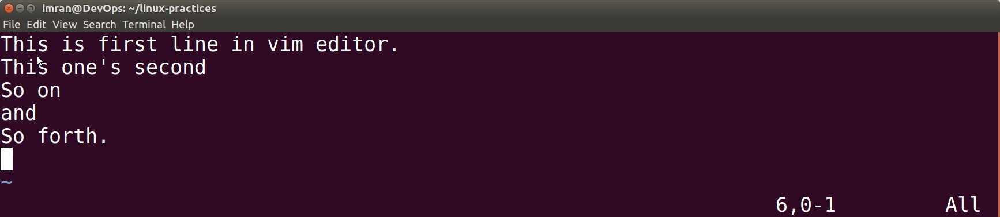 imran@DevOps: ~/linux-practices
File Edit View Search Terminal Help
This is first line in vim editor.
This one's second
So on
and
So forth.
~
6,0-1 All